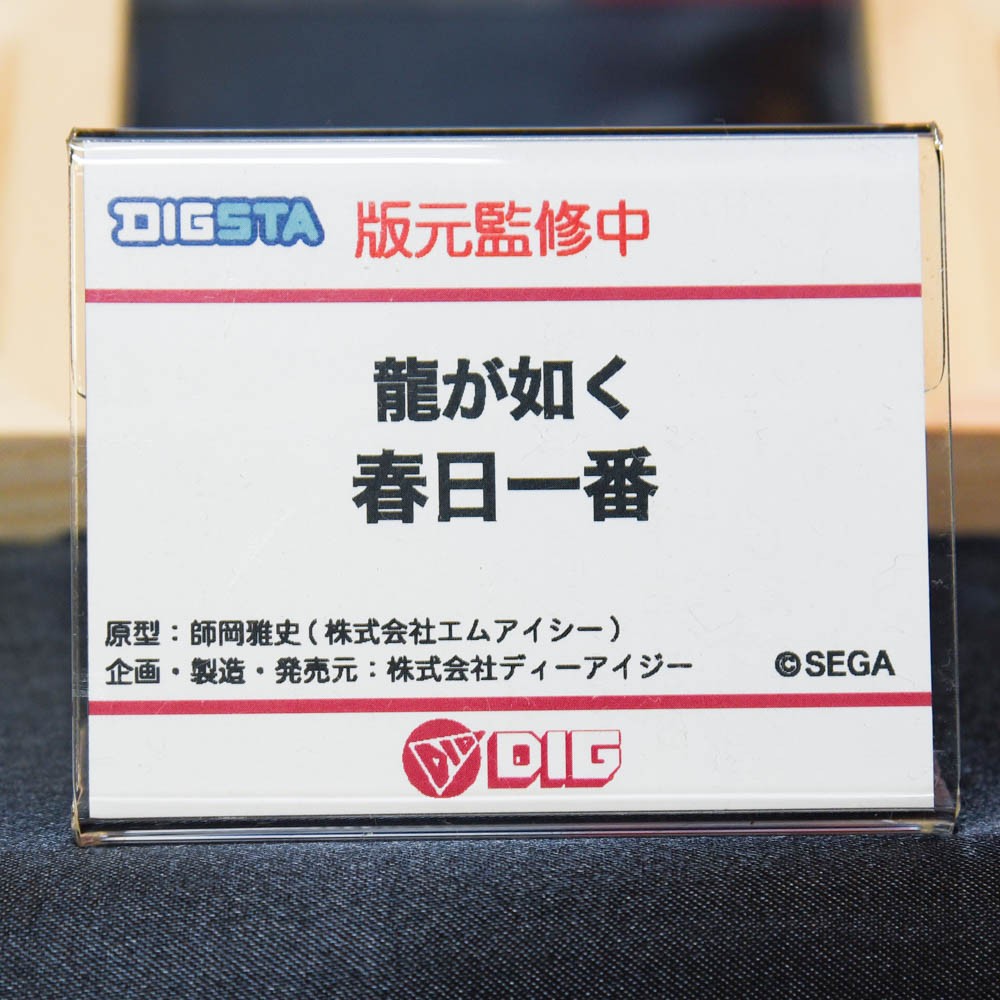 DIGSTA 版元監修中
龍が如く
春日一番
原型：師岡雅史(株式会社エムアイシー)
企画・製造・発売元：株式会社ディーアイジー ©SEGA
DIG DIG